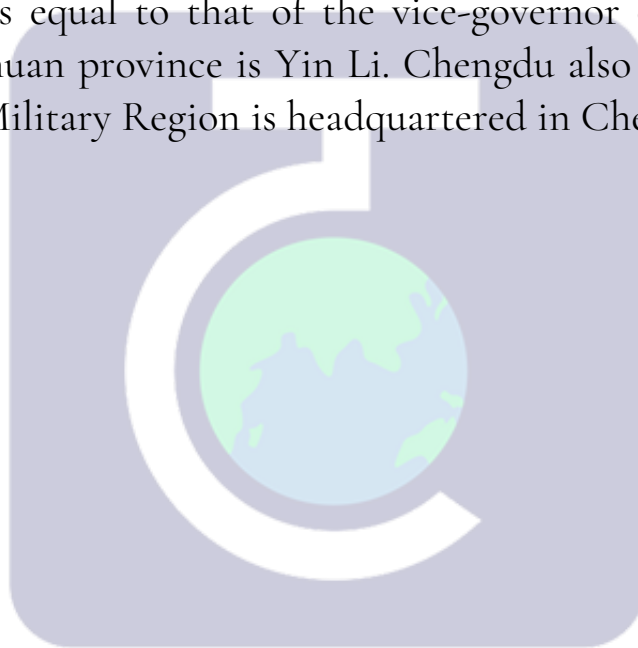 s equal to that of the vice-governor
huan province is Yin Li. Chengdu also
Military Region is headquartered in Che